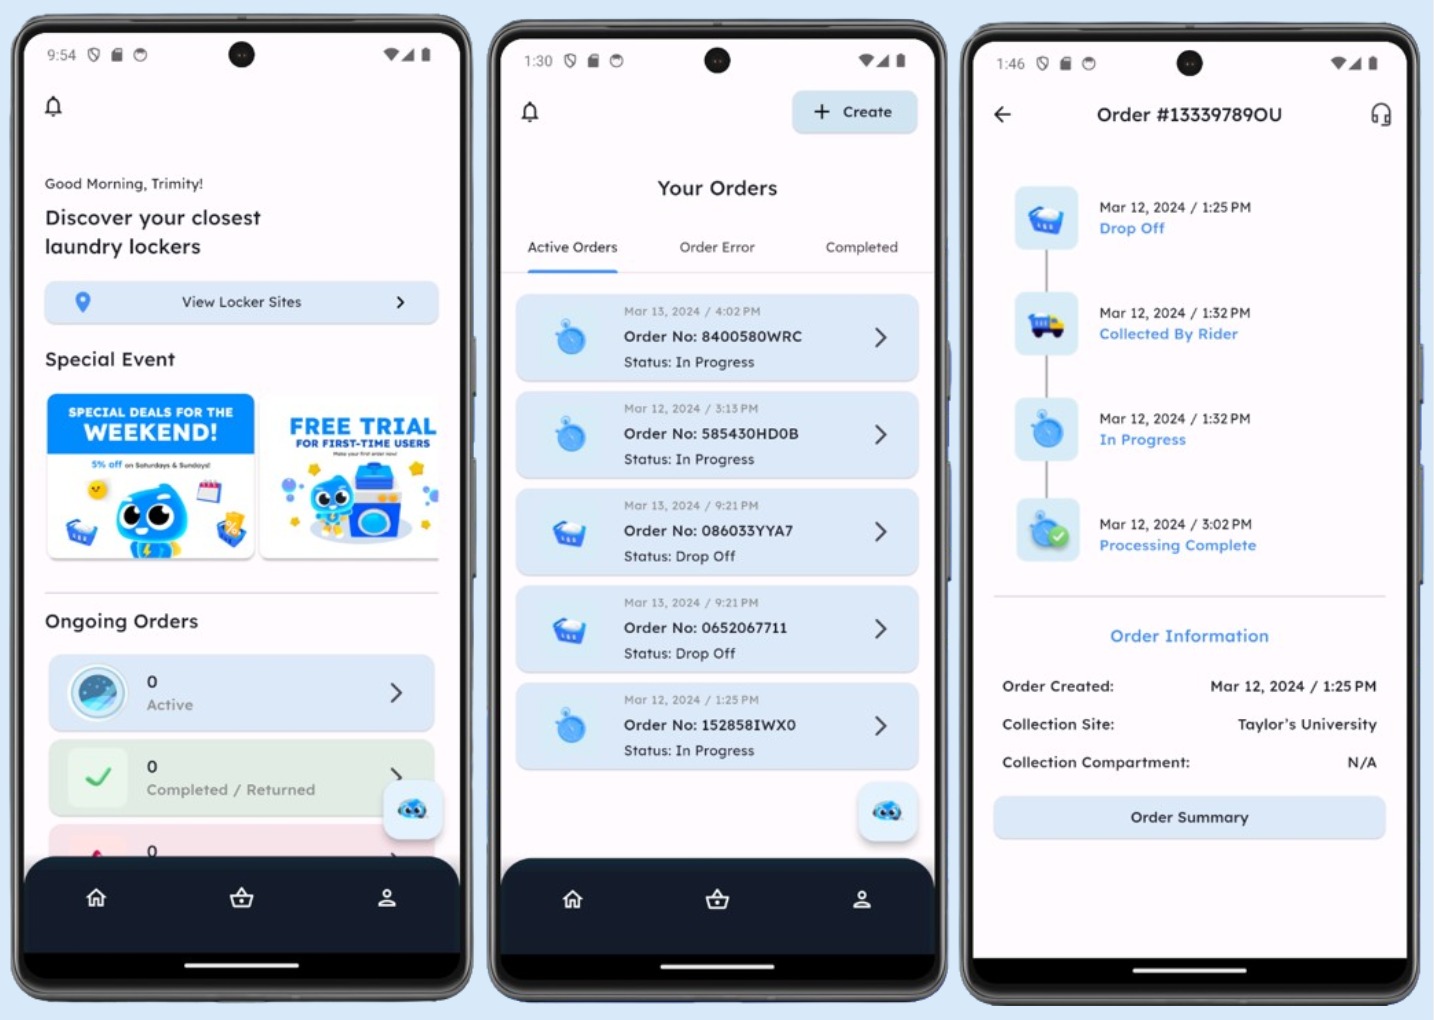 9:54
Good Morning, Trimity!
Discover your closest
laundry lockers
View Locker Sites
Special Event
SPECIAL DEALS FOR THE
WEEKEND!
5% off on Saturdays & Sundays!
FREE TRIAL
FOR FIRST-TIME USERS
Make your first order now!
%
Ongoing Orders
0
Active
0
Completed / Returned
0
1:30
+ Create
Your Orders
Active Orders
Order Error
Completed
Mar 13, 2024 / 4:02 PM
Order No: 8400580WRC
Status: In Progress
Mar 12, 2024 / 3:13 PM
Order No: 585430HD0B
Status: In Progress
Mar 13, 2024 / 9:21 PM
Order No: 086033YYA7
Status: Drop Off
Mar 13, 2024 / 9:21 PM
Order No: 0652067711
Status: Drop Off
Mar 12, 2024 / 1:25 PM
Order No: 152858IWX0
Status: In Progress
1:46
Order #13339789OU
Mar 12, 2024 / 1:25 PM
Drop Off
Mar 12, 2024 / 1:32 PM
Collected By Rider
Mar 12, 2024 / 1:32 PM
In Progress
Mar 12, 2024 / 3:02 PM
Processing Complete
Order Information
Order Created: Mar 12, 2024 / 1:25 PM
Collection Site: Taylor's University
Collection Compartment: N/A
Order Summary